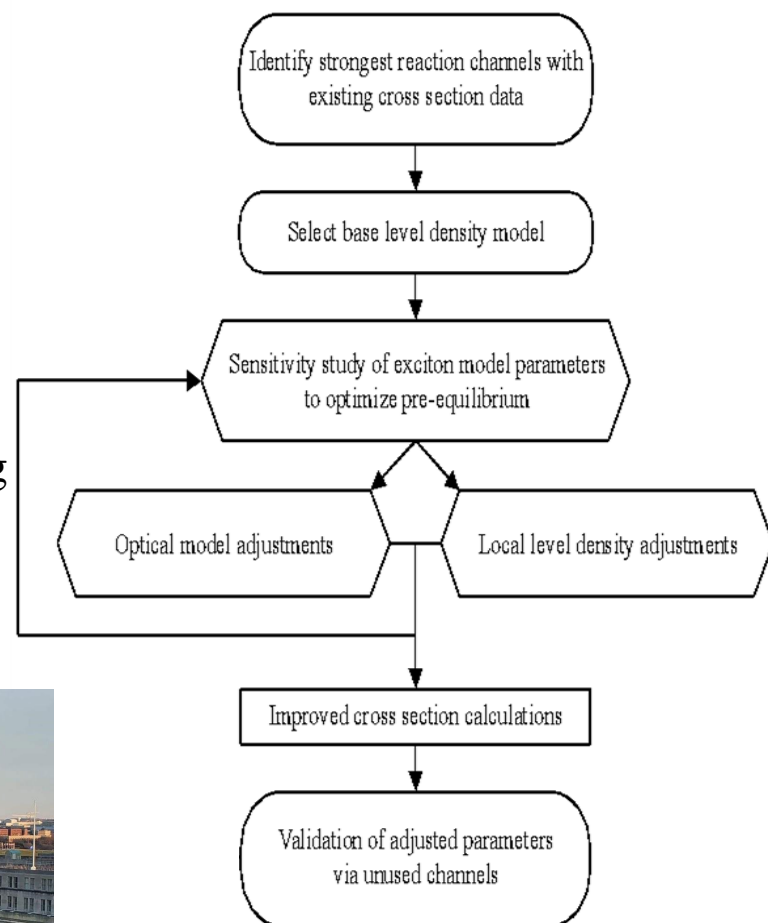 Identify strongest reaction channels with
existing cross section data
Select base level density model
Sensitivity study of exciton model parameters
to optimize pre-equilibrium
g
Optical model adjustments
Local level density adjustments
Improved cross section calculations
Validation of adjusted parameters
via unused channels